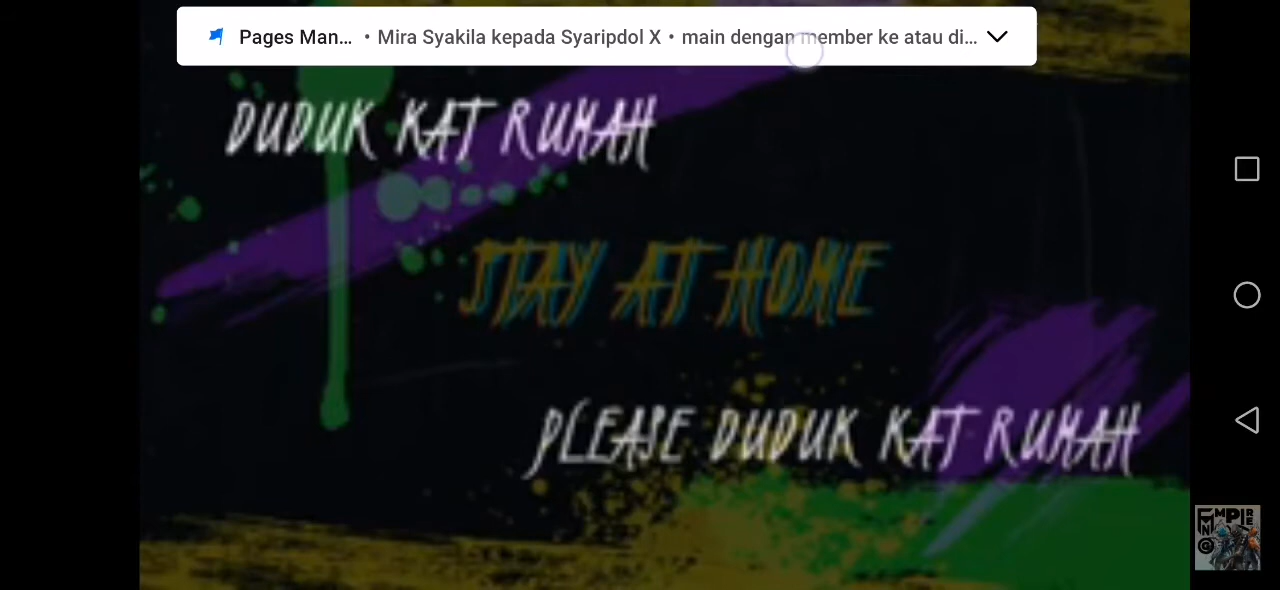 Pages Man... • Mira Syakila kepada Syaripdol X • main dengan member ke atau di...
DUDUK KAT RUMAH
STAY AT HOME
PLEASE DUDUK KAT RUMAH
EMPIRE